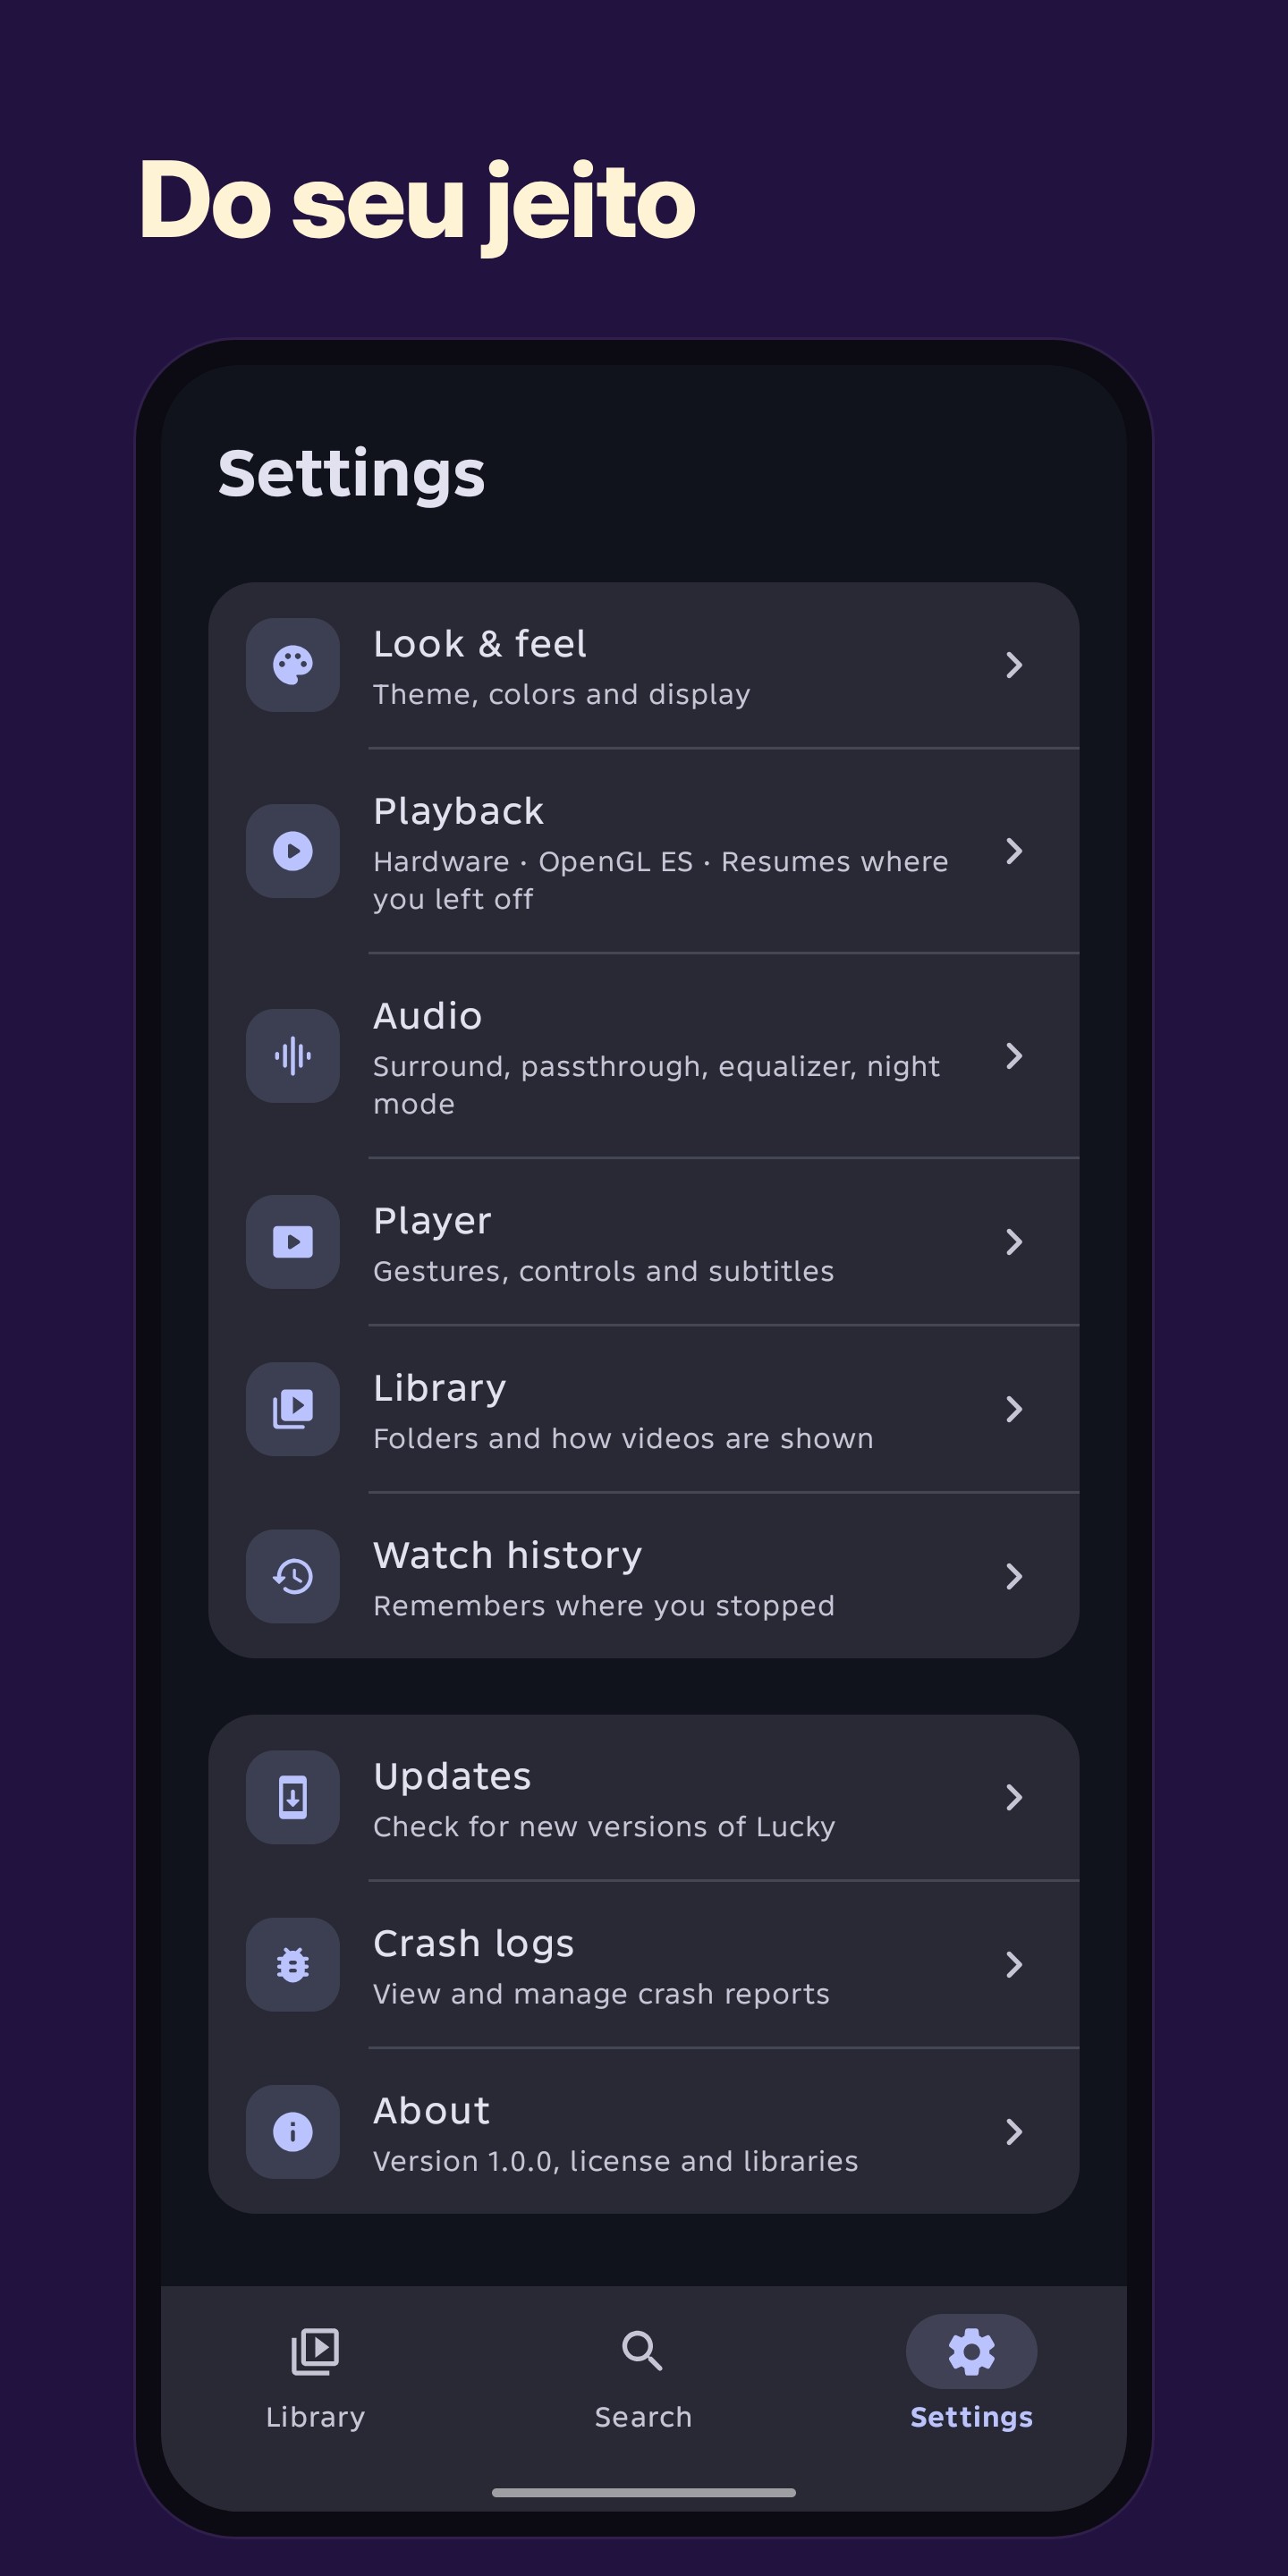 Do seu jeito
Settings
Look & feel
Theme, colors and display
Playback
Hardware · OpenGL ES · Resumes where
you left off
Audio
Surround, passthrough, equalizer, night
mode
Player
Gestures, controls and subtitles
Library
Folders and how videos are shown
Watch history
Remembers where you stopped
Updates
Check for new versions of Lucky
Crash logs
View and manage crash reports
About
Version 1.0.0, license and libraries
Library
Search
Settings